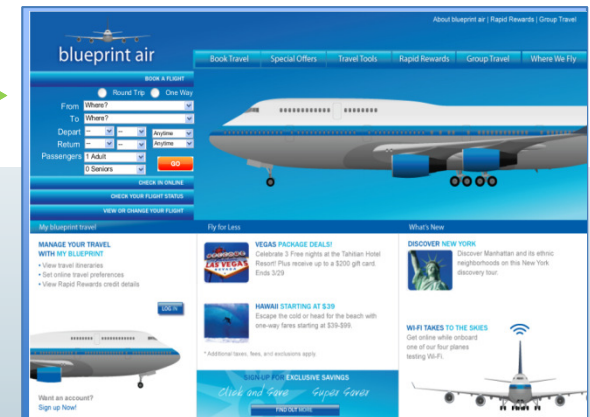 About blueprint air | Rapid Rewards | Group Travel
blueprint air
Book Travel Special Offers Travel Tools Rapid Rewards Group Travel Where We Fly
BOOK A FLIGHT
Round Trip One Way
From Where?
To Where?
Depart -- -- Anytime
Return -- -- Anytime
Passengers 1 Adult
0 Seniors
GO
CHECK IN ONLINE
CHECK YOUR FLIGHT STATUS
VIEW OR CHANGE YOUR FLIGHT
My blueprint travel
MANAGE YOUR TRAVEL
WITH MY BLUEPRINT
• View travel itineraries
• Set online travel preferences
• View Rapid Rewards credit details
LOG IN
Want an account?
Sign up Now!
Fly for Less
LAS VEGAS
VEGAS PACKAGE DEALS!
Celebrate 3 Free nights at the Tahitian Hotel
Resort! Plus receive up to a $200 gift card.
Ends 3/29
HAWAII STARTING AT $39
Escape the cold or head for the beach with
one-way fares starting at $39-$99.
* Additional taxes, fees, and exclusions apply.
SIGN UP FOR EXCLUSIVE SAVINGS
Click and Save Super Saver
FIND OUT MORE
What's New
DISCOVER NEW YORK
Discover Manhattan and its ethnic
neighborhoods on this New York
discovery tour.
WI-FI TAKES TO THE SKIES
Get online while onboard
one of our four planes
testing Wi-Fi.